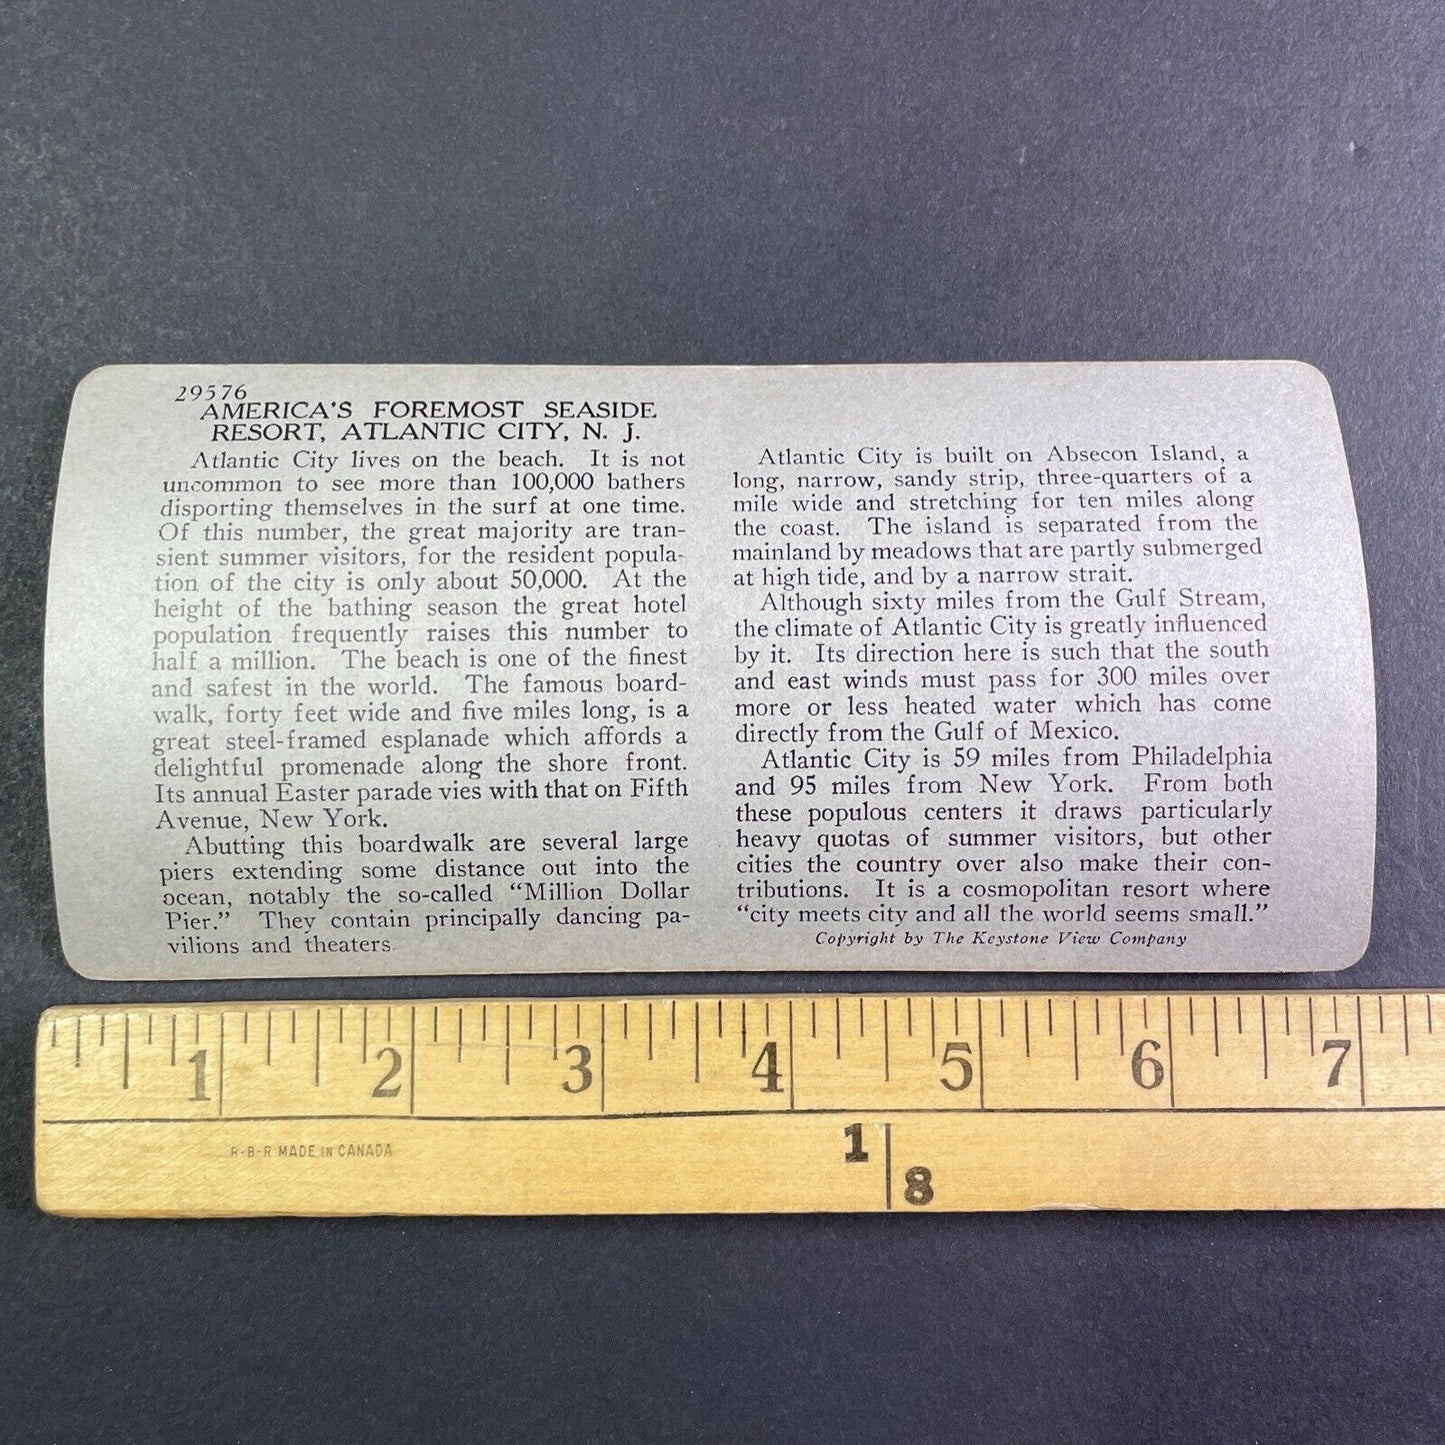 29576
AMERICA'S FOREMOST SEASIDE
RESORT, ATLANTIC CITY, N. J.
Atlantic City lives on the beach. It is not
uncommon to see more than 100,000 bathers
disporting themselves in the surf at one time.
Of this number, the great majority are tran-
sient summer visitors, for the resident popula-
tion of the city is only about 50,000. At the
height of the bathing season the great hotel
population frequently raises this number to
half a million. The beach is one of the finest
and safest in the world. The famous board-
walk, forty feet wide and five miles long, is a
great steel-framed esplanade which affords a
delightful promenade along the shore front.
Its annual Easter parade vies with that on Fifth
Avenue, New York.
Abutting this boardwalk are several large
piers extending some distance out into the
ocean, notably the so-called "Million Dollar
Pier." They contain principally dancing pa-
vilions and theaters.
Atlantic City is built on Absecon Island, a
long, narrow, sandy strip, three-quarters of a
mile wide and stretching for ten miles along
the coast. The island is separated from the
mainland by meadows that are partly submerged
at high tide, and by a narrow strait.
Although sixty miles from the Gulf Stream,
the climate of Atlantic City is greatly influenced
by it. Its direction here is such that the south
and east winds must pass for 300 miles over
more or less heated water which has come
directly from the Gulf of Mexico.
Atlantic City is 59 miles from Philadelphia
and 95 miles from New York. From both
these populous centers it draws particularly
heavy quotas of summer visitors, but other
cities the country over also make their con-
tributions. It is a cosmopolitan resort where
"city meets city and all the world seems small."
Copyright by The Keystone View Company
1 2 3 4 5 6 7
R-B-R MADE IN CANADA
1 8